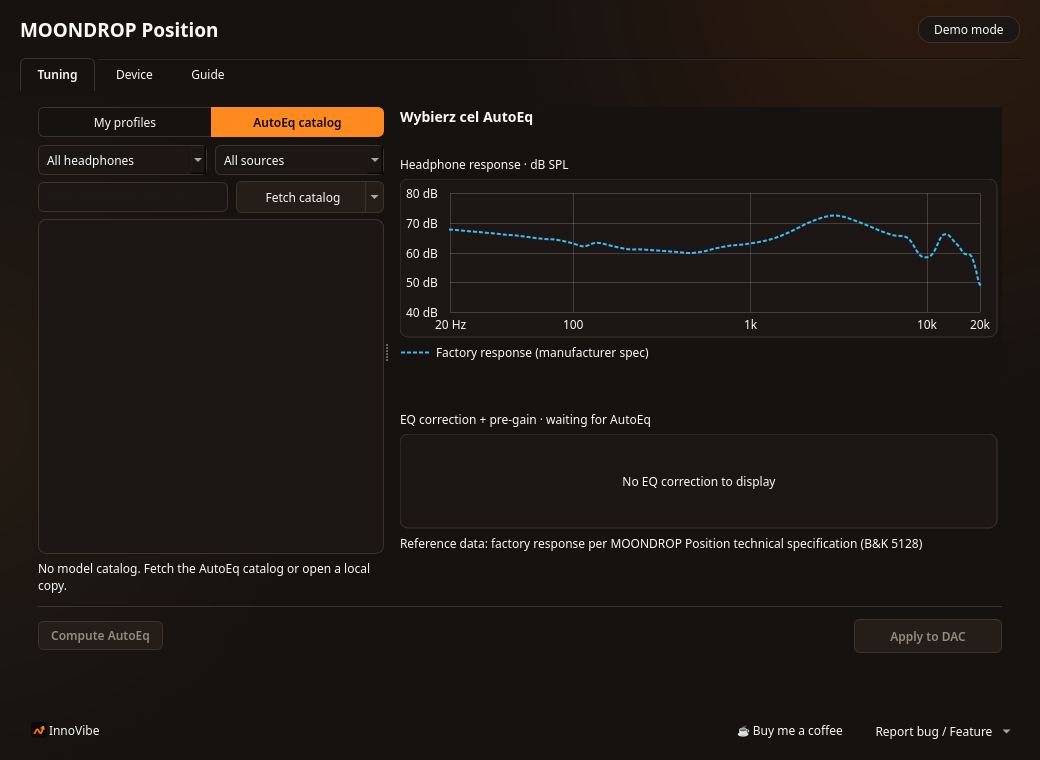 MOONDROP Position
Demo mode
Tuning
Device
Guide
My profiles
AutoEq catalog
All headphones
All sources
Fetch catalog
No model catalog. Fetch the AutoEq catalog or open a local
copy.
Wybierz cel AutoEq
Headphone response · dB SPL
80 dB
70 dB
60 dB
50 dB
40 dB
20 Hz
100
1k
10k
20k
Factory response (manufacturer spec)
EQ correction + pre-gain · waiting for AutoEq
No EQ correction to display
Reference data: factory response per MOONDROP Position technical specification (B&K 5128)
Compute AutoEq
Apply to DAC
InnoVibe
☕ Buy me a coffee
Report bug / Feature